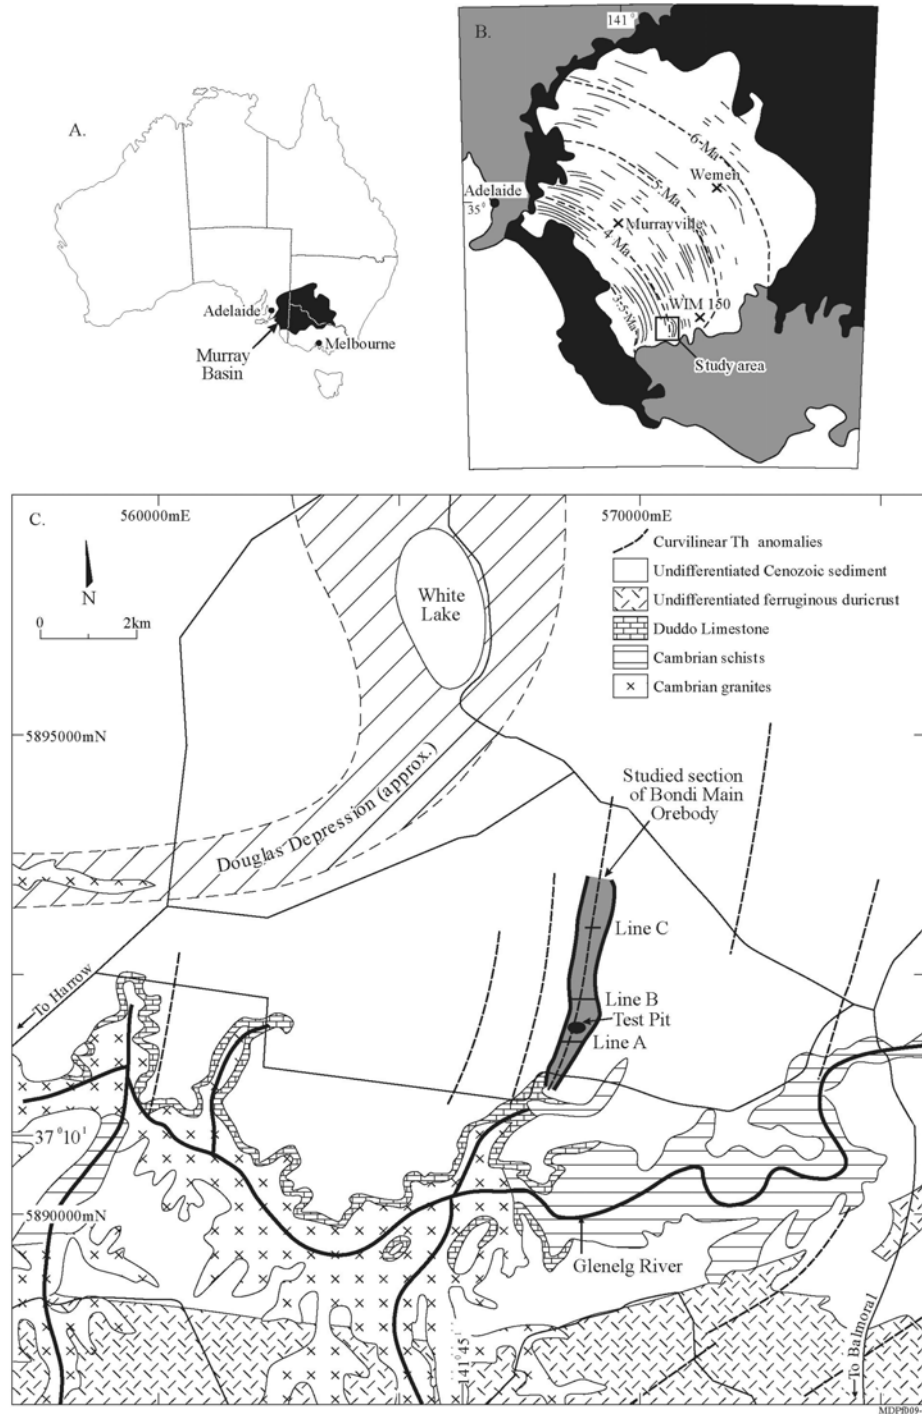 A.
Adelaide
Murray
Basin
Melbourne
B.
141°
6 Ma
Wemen
5 Ma
Adelaide
35°
Murrayville
4 Ma
WIM 150
3.5 Ma
Study area
C.
560000mE
570000mE
N
0
2km
White
Lake
Curvilinear Th anomalies
Undifferentiated Cenozoic sediment
Undifferentiated ferruginous duricrust
Duddo Limestone
Cambrian schists
Cambrian granites
5895000mN
Studied section
of Bondi Main
Orebody
Douglas Depression (approx.)
Line C
To Harrow
Line B
Test Pit
Line A
37°10'
5890000mN
Glenelg River
141°45'
To Balmoral